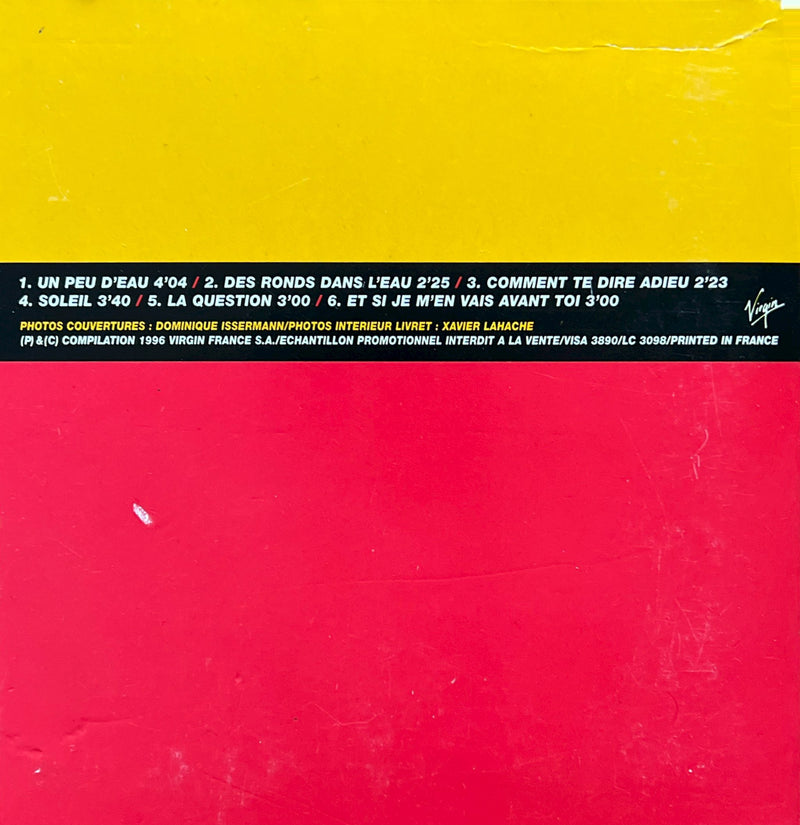 1. UN PEU D'EAU 4'04 / 2. DES RONDS DANS L'EAU 2'25 / 3. COMMENT TE DIRE ADIEU 2'23
4. SOLEIL 3'40 / 5. LA QUESTION 3'00 / 6. ET SI JE M'EN VAIS AVANT TOI 3'00
Virgin
PHOTOS COUVERTURES : DOMINIQUE ISSERMANN/PHOTOS INTERIEUR LIVRET : XAVIER LAHACHE
(P) & (C) COMPILATION 1996 VIRGIN FRANCE S.A./ECHANTILLON PROMOTIONNEL INTERDIT A LA VENTE/VISA 3890/LC 3098/PRINTED IN FRANCE